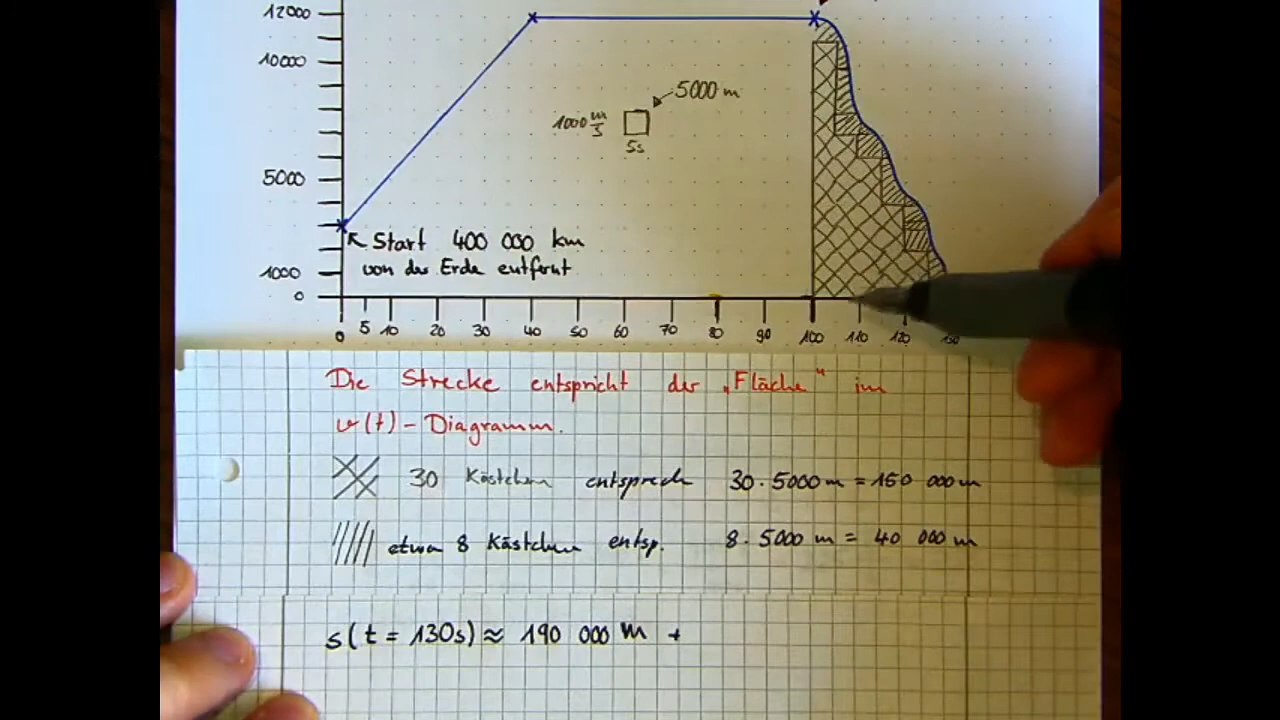 12000
10000
5000
1000
0
5000 m
1000 m/s
5s
Start 400 000 km
von der Erde entfernt
0 5 10 20 30 40 50 60 70 80 90 100 110 120 130
Die Strecke entspricht der „Fläche" im
v(t) - Diagramm.
30 Kästchen entsprech 30 · 5000 m = 150 000 m
etwa 8 Kästchen entsp. 8 · 5000 m = 40 000 m
s(t = 130s) ≈ 190 000 m +